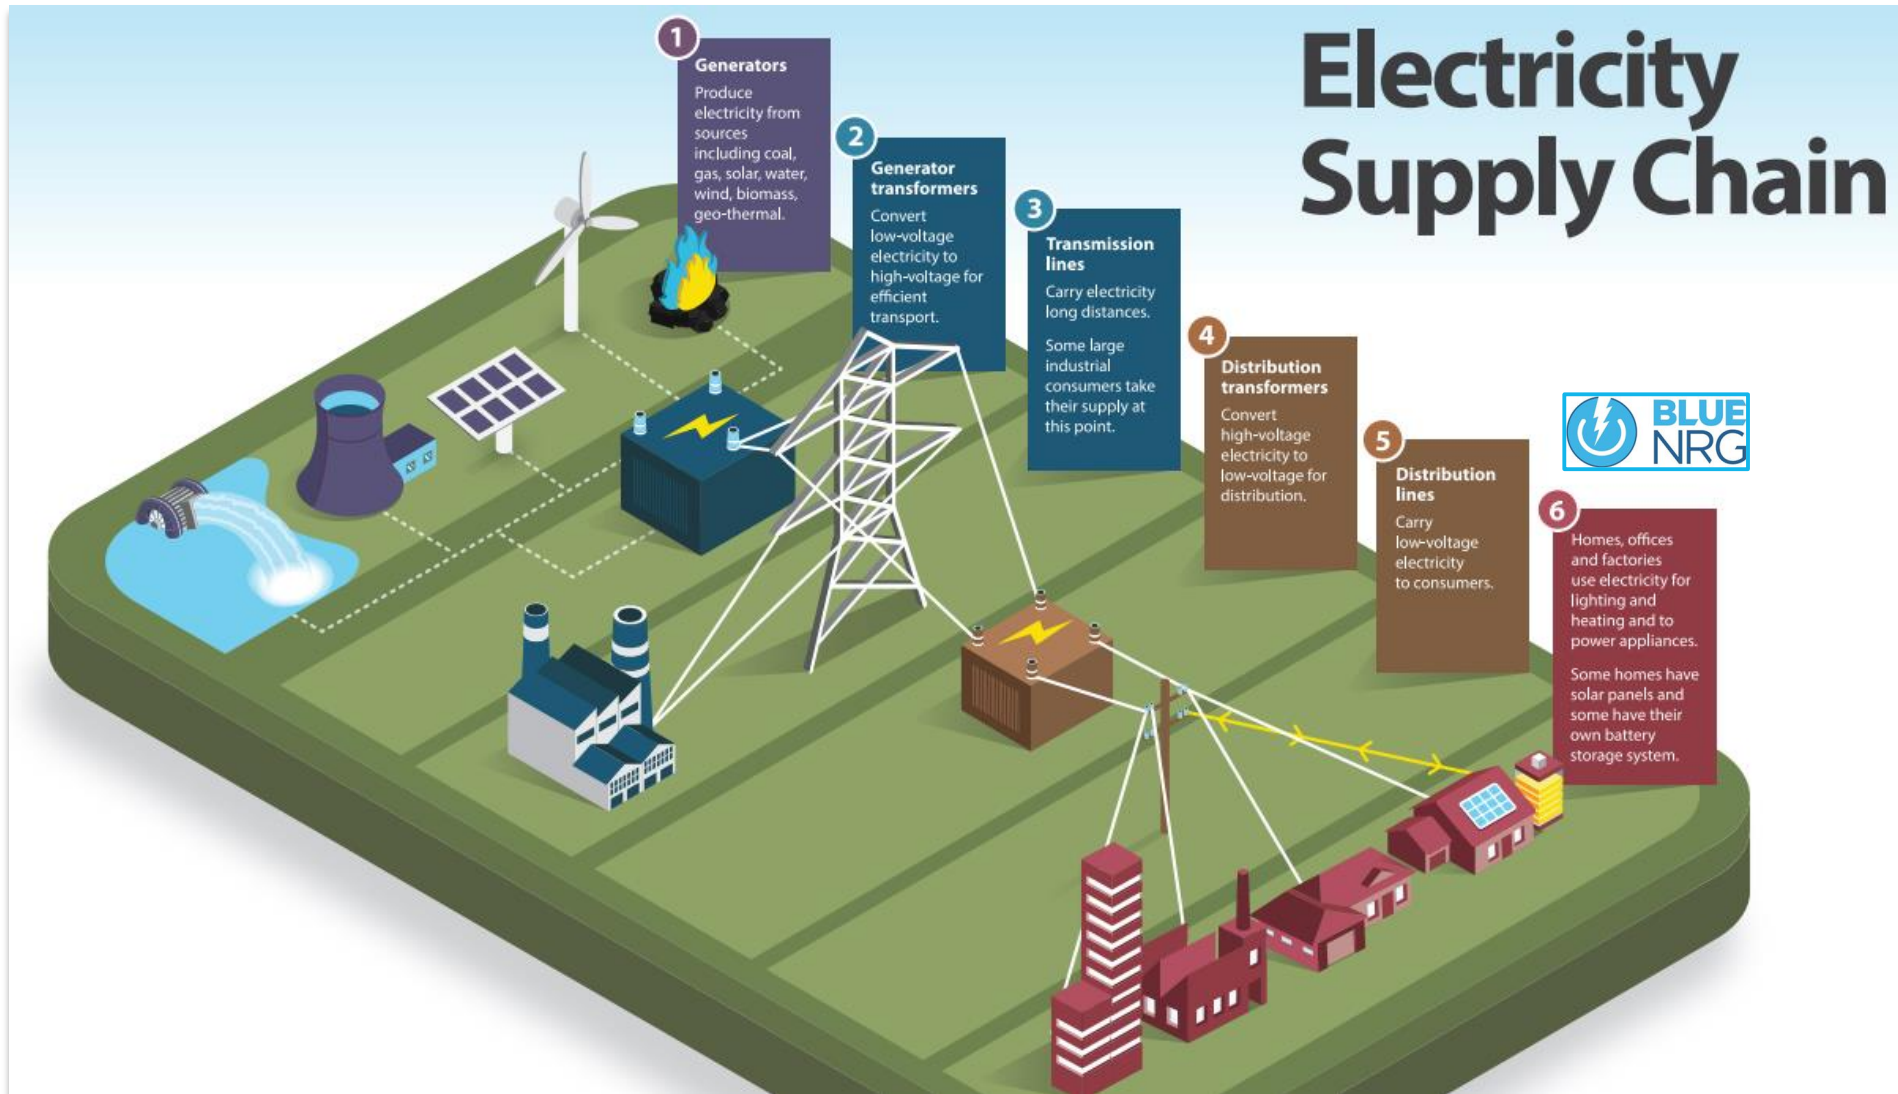 Electricity
Supply Chain
1
Generators
Produce
electricity from
sources
including coal,
gas, solar, water,
wind, biomass,
geo-thermal.
2
Generator
transformers
Convert
low-voltage
electricity to
high-voltage for
efficient
transport.
3
Transmission
lines
Carry electricity
long distances.
Some large
industrial
consumers take
their supply at
this point.
4
Distribution
transformers
Convert
high-voltage
electricity to
low-voltage for
distribution.
5
Distribution
lines
Carry
low-voltage
electricity
to consumers.
BLUE
NRG
6
Homes, offices
and factories
use electricity for
lighting and
heating and to
power appliances.
Some homes have
solar panels and
some have their
own battery
storage system.